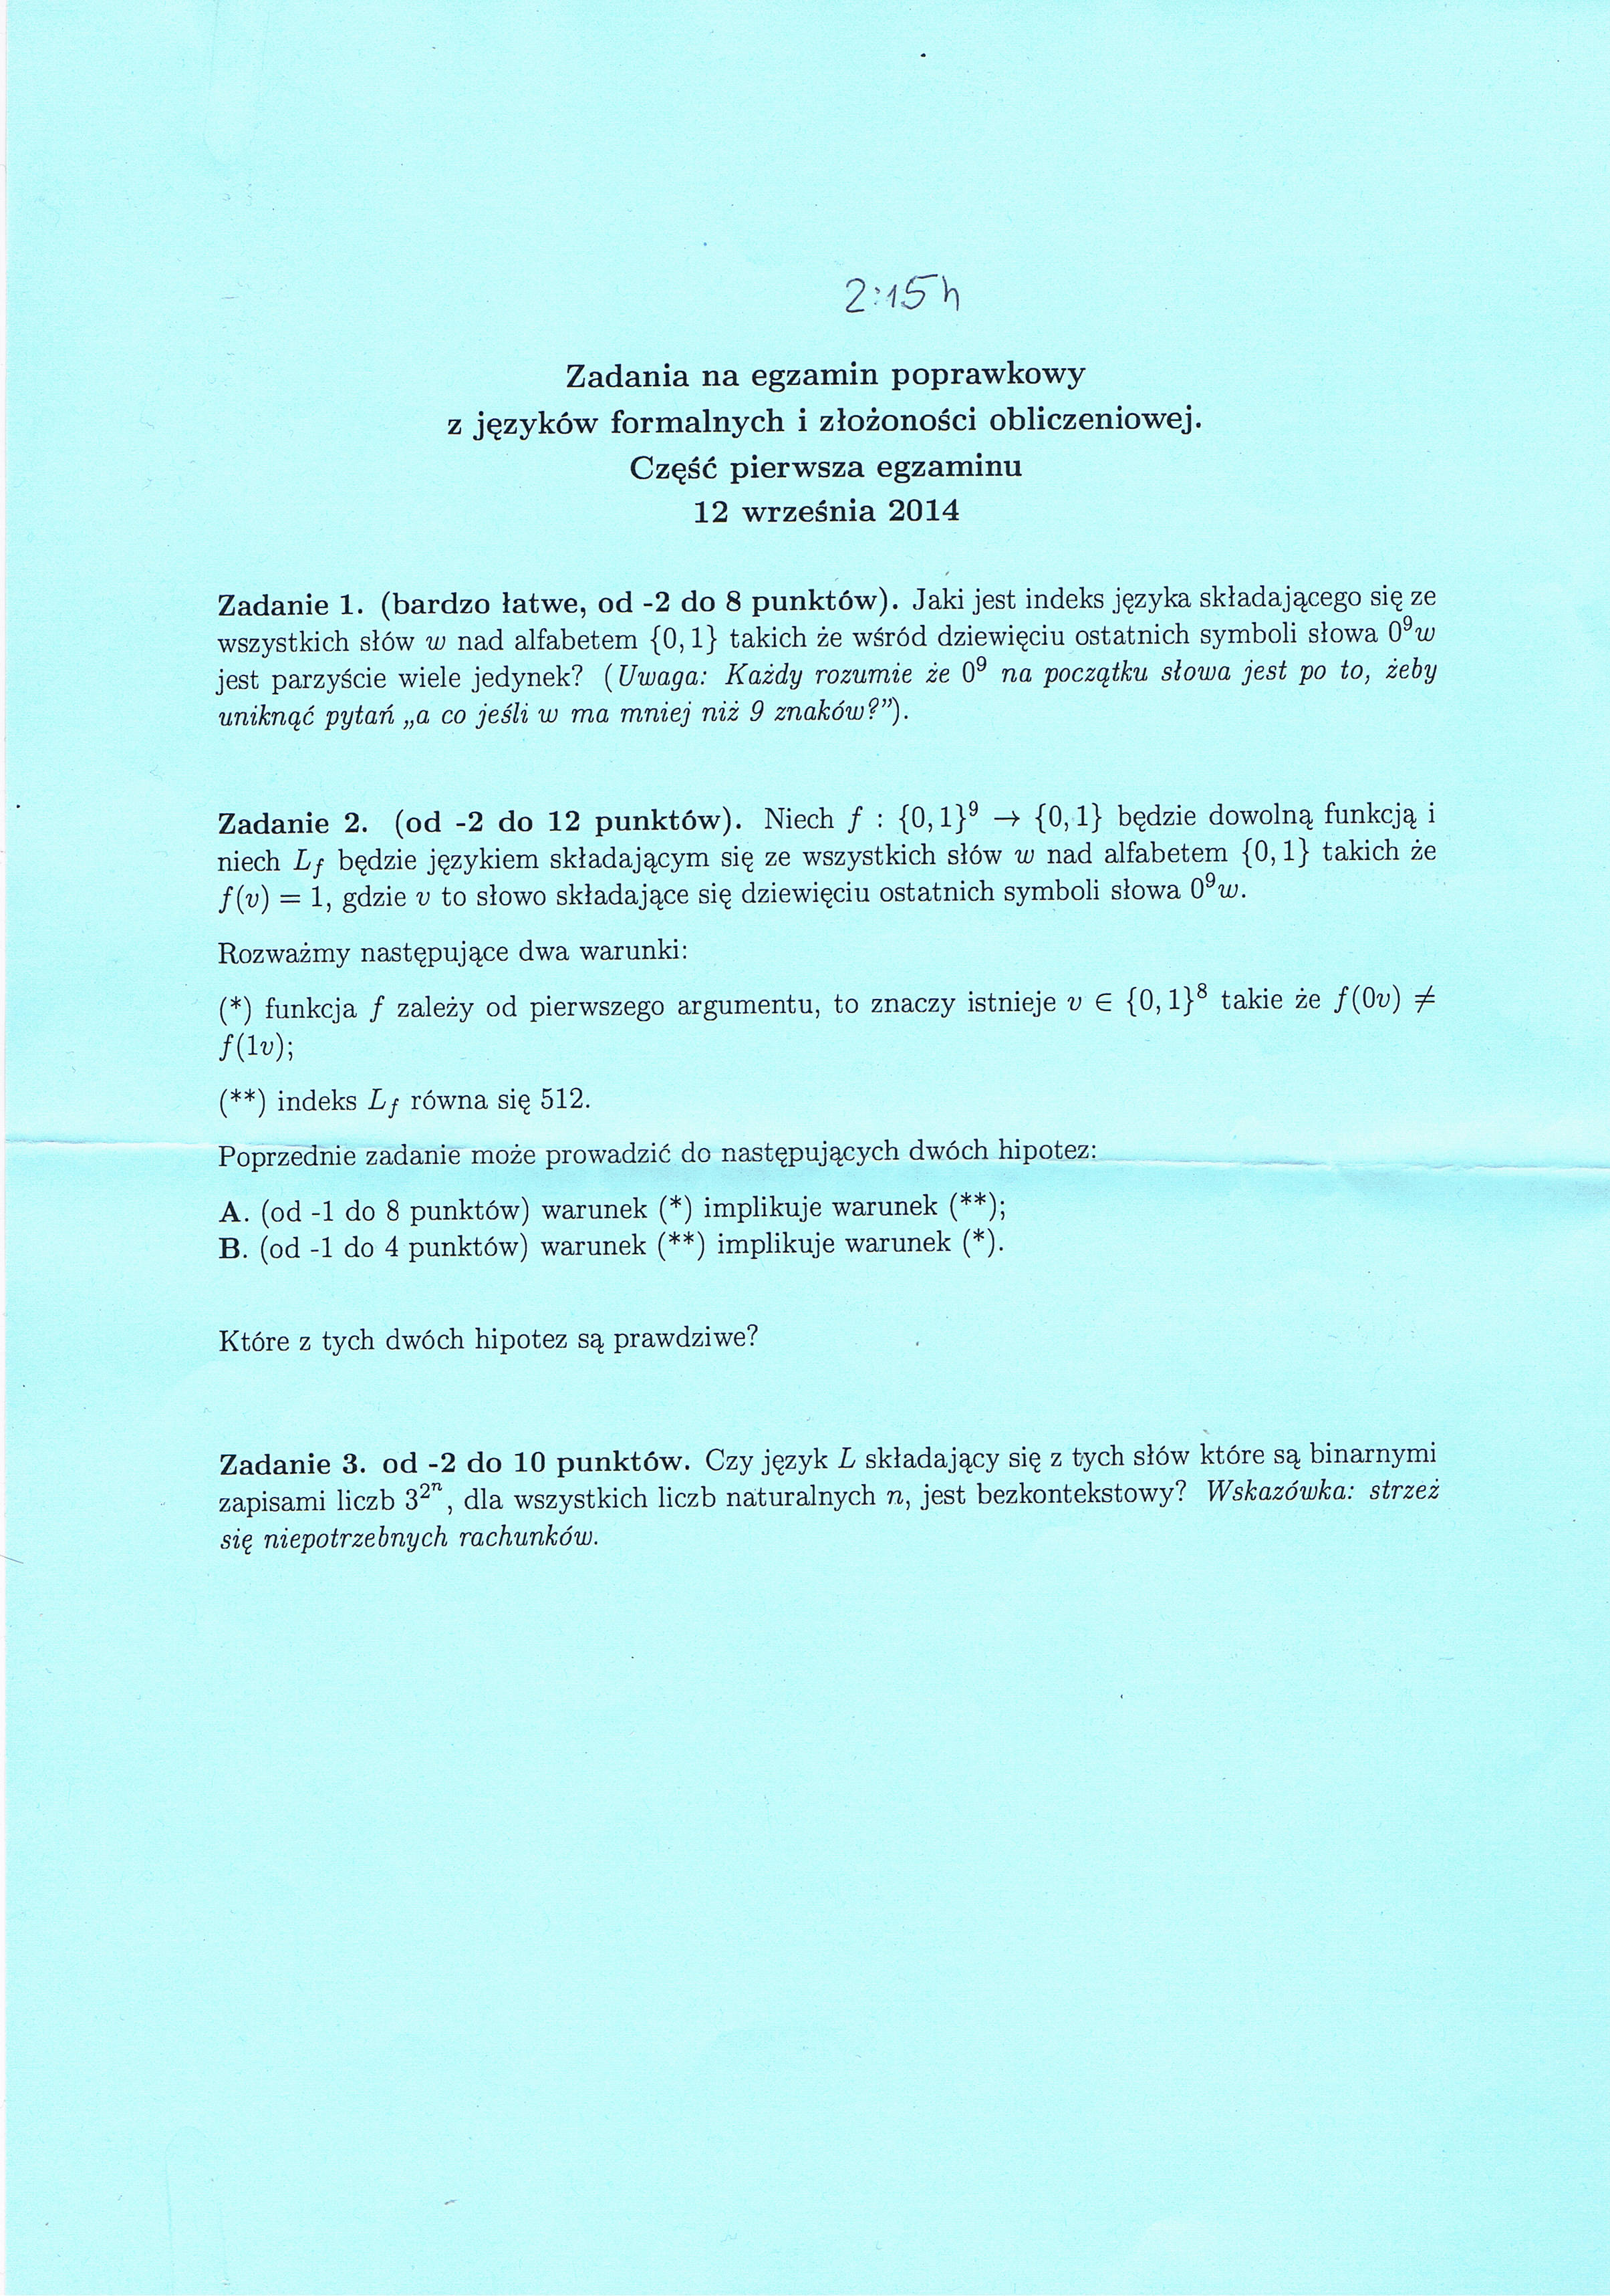 2:15h
Zadania na egzamin poprawkowy
z języków formalnych i złożoności obliczeniowej.
Część pierwsza egzaminu
12 września 2014
Zadanie 1. (bardzo łatwe, od -2 do 8 punktów). Jaki jest indeks języka składającego się ze
wszystkich słów w nad alfabetem {0, 1} takich że wśród dziewięciu ostatnich symboli słowa 0⁹w
jest parzyście wiele jedynek? (Uwaga: Każdy rozumie że 0⁹ na początku słowa jest po to, żeby
uniknąć pytań „a co jeśli w ma mniej niż 9 znaków?”).
Zadanie 2. (od -2 do 12 punktów). Niech f : {0, 1}⁹ → {0, 1} będzie dowolną funkcją i
niech L_f będzie językiem składającym się ze wszystkich słów w nad alfabetem {0, 1} takich że
f(v) = 1, gdzie v to słowo składające się dziewięciu ostatnich symboli słowa 0⁹w.
Rozważmy następujące dwa warunki:
(*) funkcja f zależy od pierwszego argumentu, to znaczy istnieje v ∈ {0, 1}⁸ takie że f(0v) ≠
f(1v);
(**) indeks L_f równa się 512.
Poprzednie zadanie może prowadzić do następujących dwóch hipotez:
A. (od -1 do 8 punktów) warunek (*) implikuje warunek (**);
B. (od -1 do 4 punktów) warunek (**) implikuje warunek (*).
Które z tych dwóch hipotez są prawdziwe?
Zadanie 3. od -2 do 10 punktów. Czy język L składający się z tych słów które są binarnymi
zapisami liczb 3^{2^n}, dla wszystkich liczb naturalnych n, jest bezkontekstowy? Wskazówka: strzeż
się niepotrzebnych rachunków.